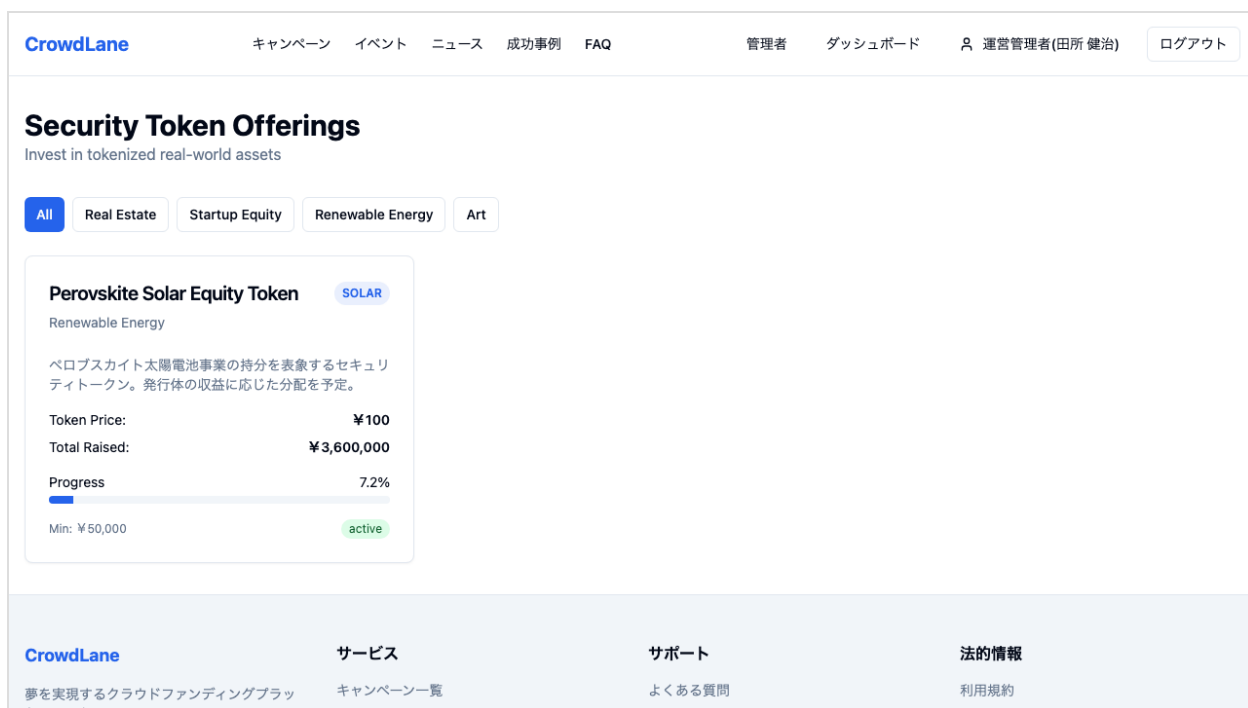 CrowdLane
キャンペーン イベント ニュース 成功事例 FAQ 管理者 ダッシュボード 運営管理者(田所 健治) ログアウト
Security Token Offerings
Invest in tokenized real-world assets
All Real Estate Startup Equity Renewable Energy Art
Perovskite Solar Equity Token SOLAR
Renewable Energy
ペロブスカイト太陽電池事業の持分を表象するセキュリ
ティトークン。発行体の収益に応じた分配を予定。
Token Price: ¥100
Total Raised: ¥3,600,000
Progress 7.2%
Min: ¥50,000 active
CrowdLane サービス サポート 法的情報
夢を実現するクラウドファンディングプラッ キャンペーン一覧 よくある質問 利用規約